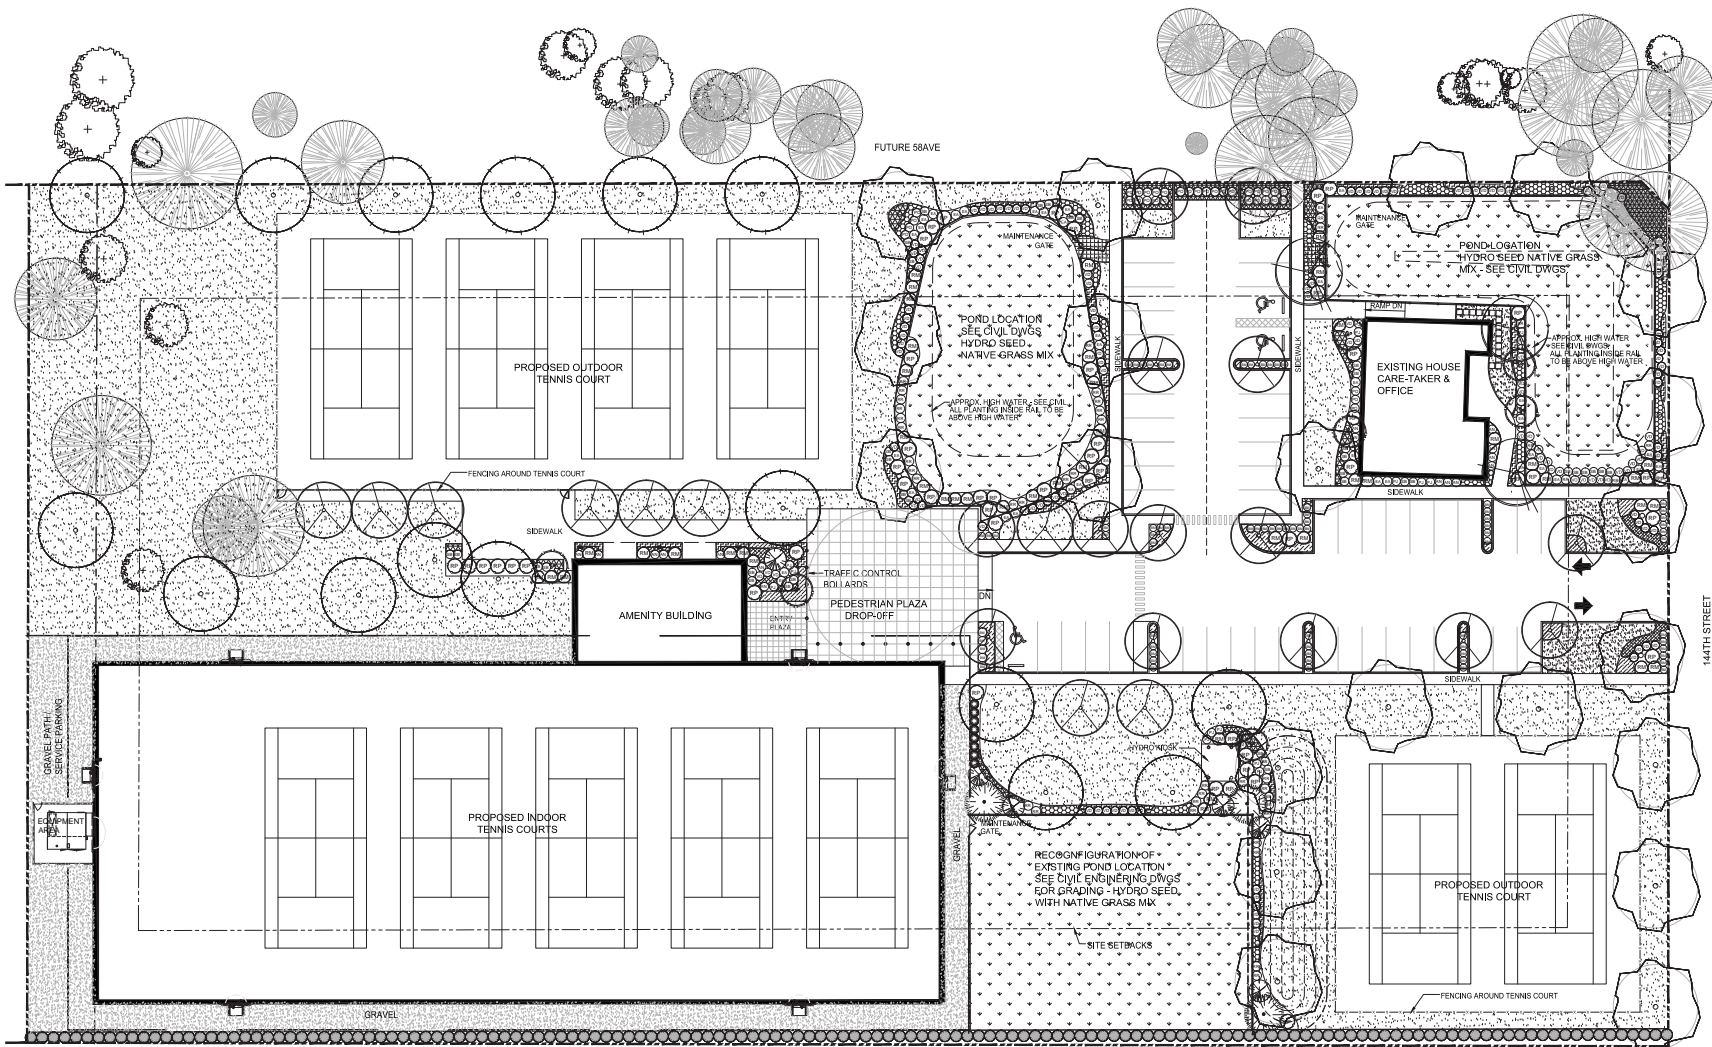 FUTURE 58AVE
MAINTENANCE
GATE
MAINTENANCE
GATE
POND LOCATION
HYDRO SEED NATIVE GRASS
MIX - SEE CIVIL DWGS
RAMP DN
POND LOCATION
SEE CIVIL DWGS
HYDRO SEED
NATIVE GRASS MIX
SIDEWALK
SIDEWALK
APPROX. HIGH WATER
SEE CIVIL DWGS
ALL PLANTING INSIDE RAIL
TO BE ABOVE HIGH WATER
PROPOSED OUTDOOR
TENNIS COURT
EXISTING HOUSE
CARE-TAKER &
OFFICE
APPROX. HIGH WATER - SEE CIVIL
ALL PLANTING INSIDE RAIL TO BE
ABOVE HIGH WATER
FENCING AROUND TENNIS COURT
SIDEWALK
SIDEWALK
TRAFFIC CONTROL
BOLLARDS
PEDESTRIAN PLAZA
DROP-OFF
DN
AMENITY BUILDING
ENTRY
PLAZA
144TH STREET
SIDEWALK
GRAVEL PATH /
SERVICE PARKING
HYDRO KIOSK
EQUIPMENT
AREA
PROPOSED INDOOR
TENNIS COURTS
MAINTENANCE
GATE
GRAVEL
RECOGNFIGURATION OF
EXISTING POND LOCATION
SEE CIVIL ENGINERING DWGS
FOR GRADING - HYDRO SEED
WITH NATIVE GRASS MIX
PROPOSED OUTDOOR
TENNIS COURT
SITE SETBACKS
FENCING AROUND TENNIS COURT
GRAVEL